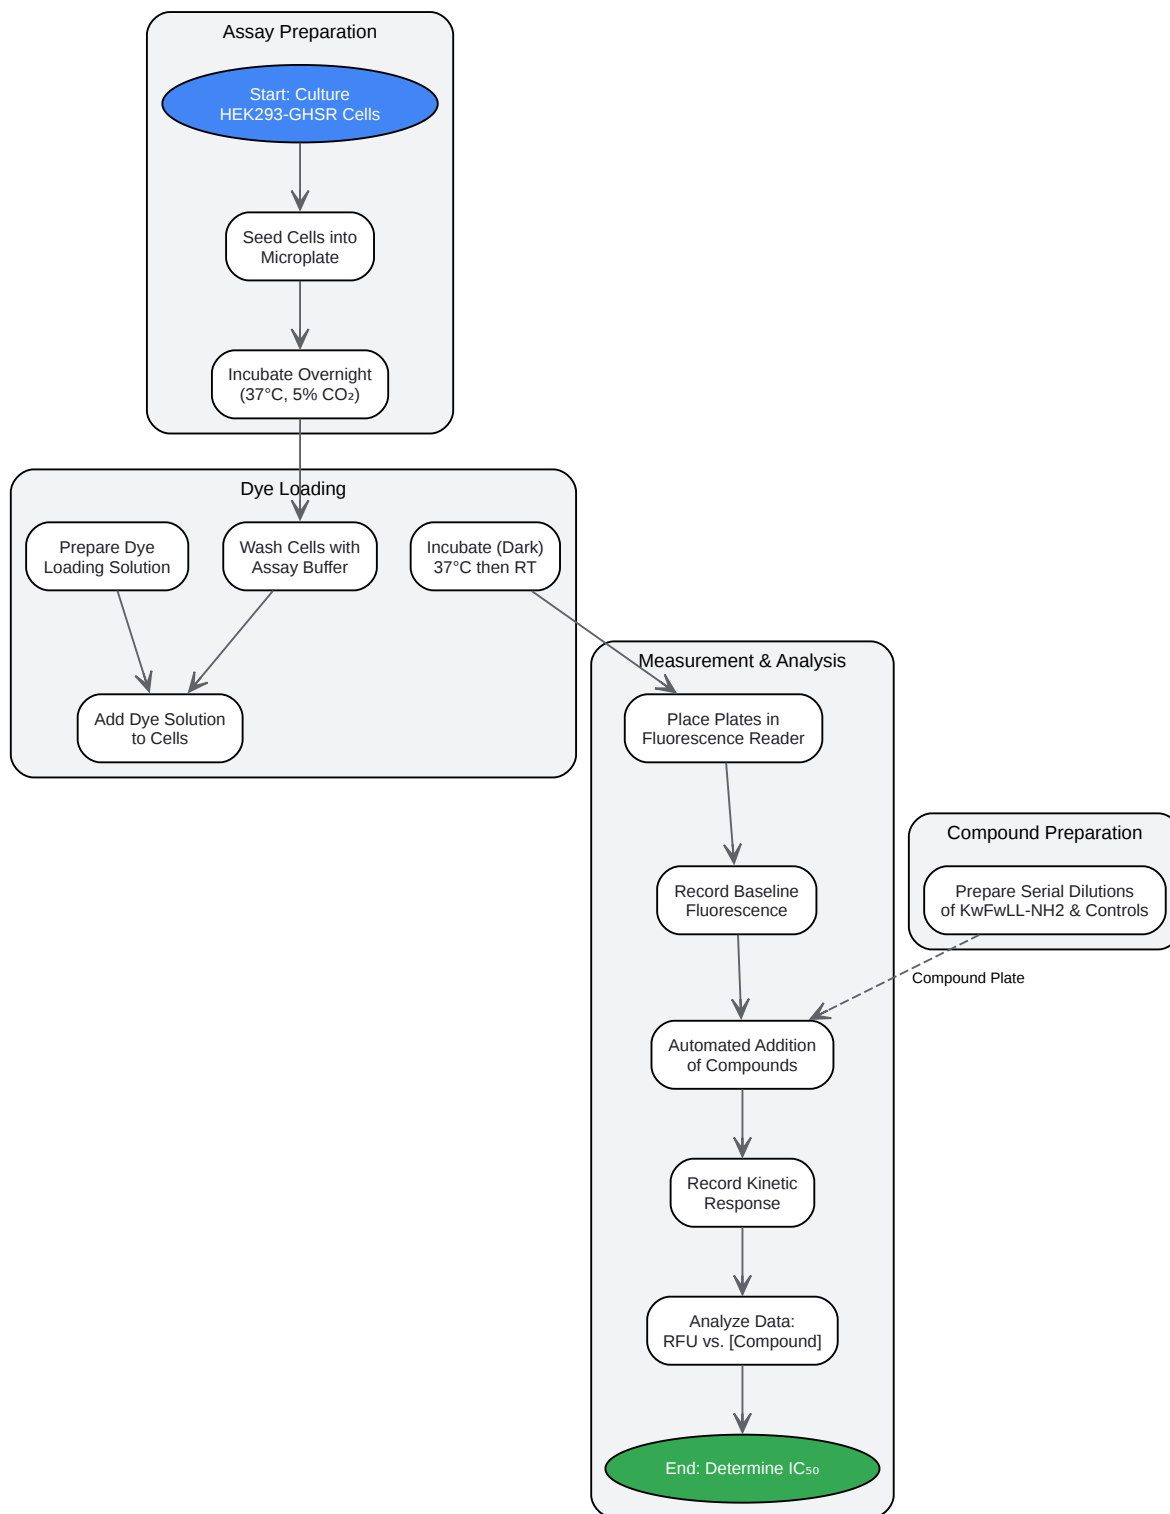 Assay Preparation
Start: Culture
HEK293-GHSR Cells
Seed Cells into
Microplate
Incubate Overnight
(37°C, 5% CO₂)
Dye Loading
Prepare Dye
Loading Solution
Wash Cells with
Assay Buffer
Incubate (Dark)
37°C then RT
Add Dye Solution
to Cells
Measurement & Analysis
Place Plates in
Fluorescence Reader
Record Baseline
Fluorescence
Compound Preparation
Prepare Serial Dilutions
of KwFwLL-NH2 & Controls
Compound Plate
Automated Addition
of Compounds
Record Kinetic
Response
Analyze Data:
RFU vs. [Compound]
End: Determine IC₅₀